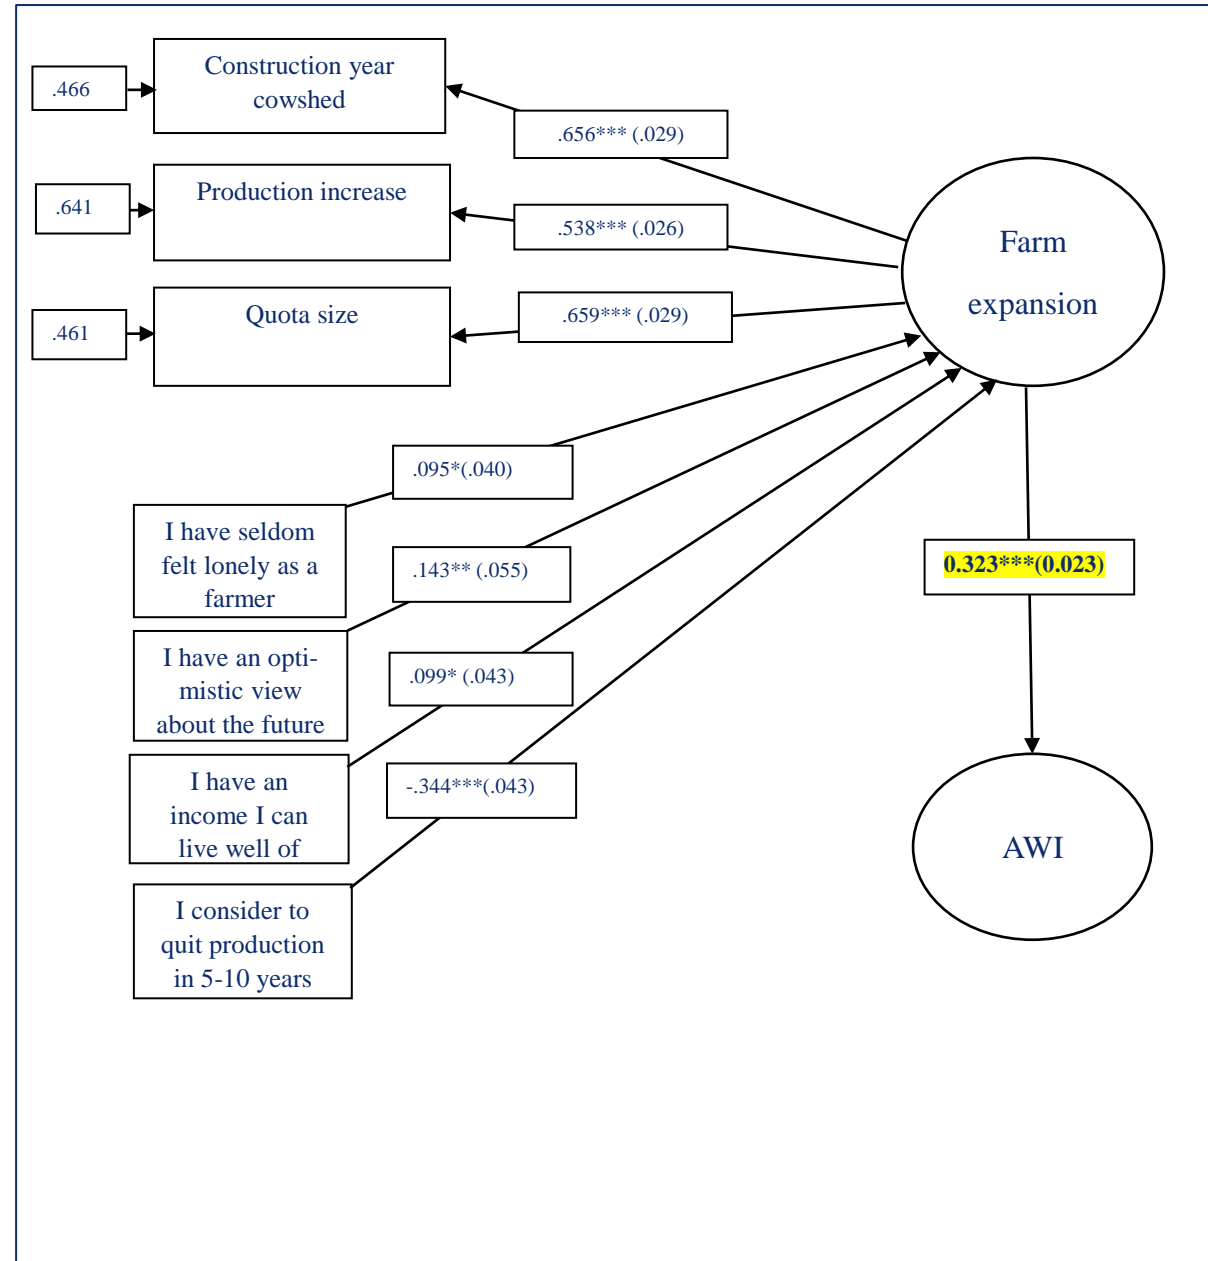 .466
Construction year
cowshed
.656*** (.029)
.641
Production increase
.538*** (.026)
Farm
expansion
.461
Quota size
.659*** (.029)
.095*(.040)
I have seldom
felt lonely as a
farmer
.143** (.055)
0.323***(0.023)
I have an opti-
mistic view
about the future
.099* (.043)
I have an
income I can
live well of
-.344***(.043)
AWI
I consider to
quit production
in 5-10 years